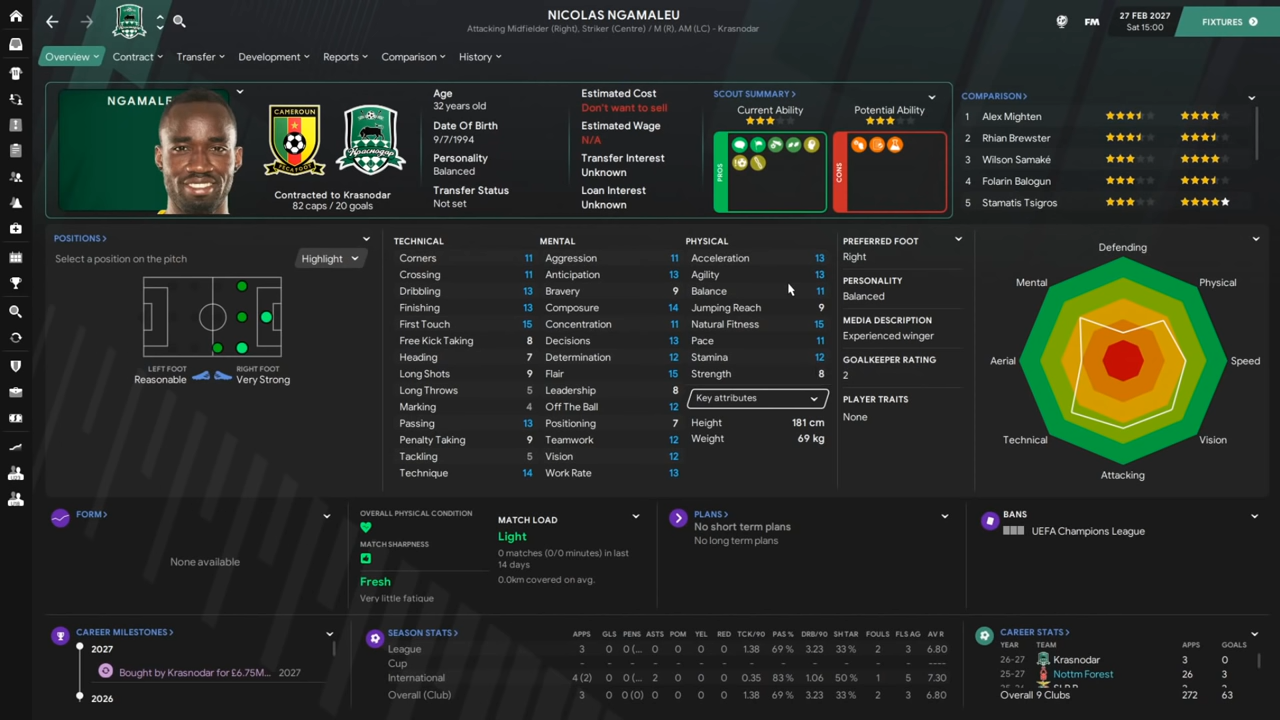 NICOLAS NGAMALEU
Attacking Midfielder (Right), Striker (Centre) / M (R), AM (LC) - Krasnodar
FM
27 FEB 2027
Sat 15:00
FIXTURES
Overview
Contract
Transfer
Development
Reports
Comparison
History
NGAMALE
CAMEROUN
Contracted to Krasnodar
82 caps / 20 goals
Age
32 years old
Date Of Birth
9/7/1994
Personality
Balanced
Transfer Status
Not set
Estimated Cost
Don't want to sell
Estimated Wage
N/A
Transfer Interest
Unknown
Loan Interest
Unknown
SCOUT SUMMARY>
Current Ability
Potential Ability
PROS
CONS
COMPARISON>
1 Alex Mighten
2 Rhian Brewster
3 Wilson Samaké
4 Folarin Balogun
5 Stamatis Tsigros
POSITIONS>
Select a position on the pitch
Highlight
LEFT FOOT
Reasonable
RIGHT FOOT
Very Strong
TECHNICAL
Corners 11
Crossing 11
Dribbling 13
Finishing 13
First Touch 15
Free Kick Taking 8
Heading 7
Long Shots 9
Long Throws 5
Marking 4
Passing 13
Penalty Taking 9
Tackling 5
Technique 14
MENTAL
Aggression 11
Anticipation 13
Bravery 9
Composure 14
Concentration 11
Decisions 13
Determination 12
Flair 15
Leadership 8
Off The Ball 12
Positioning 7
Teamwork 12
Vision 12
Work Rate 13
PHYSICAL
Acceleration 13
Agility 13
Balance 11
Jumping Reach 9
Natural Fitness 15
Pace 11
Stamina 12
Strength 8
Key attributes
Height 181 cm
Weight 69 kg
PREFERRED FOOT
Right
PERSONALITY
Balanced
MEDIA DESCRIPTION
Experienced winger
GOALKEEPER RATING
2
PLAYER TRAITS
None
Defending
Physical
Speed
Vision
Attacking
Technical
Aerial
Mental
FORM>
None available
OVERALL PHYSICAL CONDITION
MATCH SHARPNESS
Fresh
Very little fatigue
MATCH LOAD
Light
0 matches (0/0 minutes) in last
14 days
0.0km covered on avg.
PLANS>
No short term plans
No long term plans
BANS
UEFA Champions League
CAREER MILESTONES>
2027
Bought by Krasnodar for £6.75M... 2027
2026
SEASON STATS>
APPS GLS PENS ASTS POM YEL RED TCK/90 PAS % DRB/90 SH TAR FOULS FLS AG AV R
League 3 0 0 (... 0 0 0 0 1.38 69 % 3.23 33 % 2 3 6.80
Cup - - - - - - - - - - - - - ----
International 4 (2) 0 0 (... 2 0 0 0 0.35 83 % 1.06 50 % 1 5 7.30
Overall (Club) 3 0 0 (0) 0 0 0 0 1.38 69 % 3.23 33 % 2 3 6.80
CAREER STATS>
YEAR TEAM APPS GOALS
26-27 Krasnodar 3 0
25-27 Nottm Forest 26 3
Overall 9 Clubs 272 63